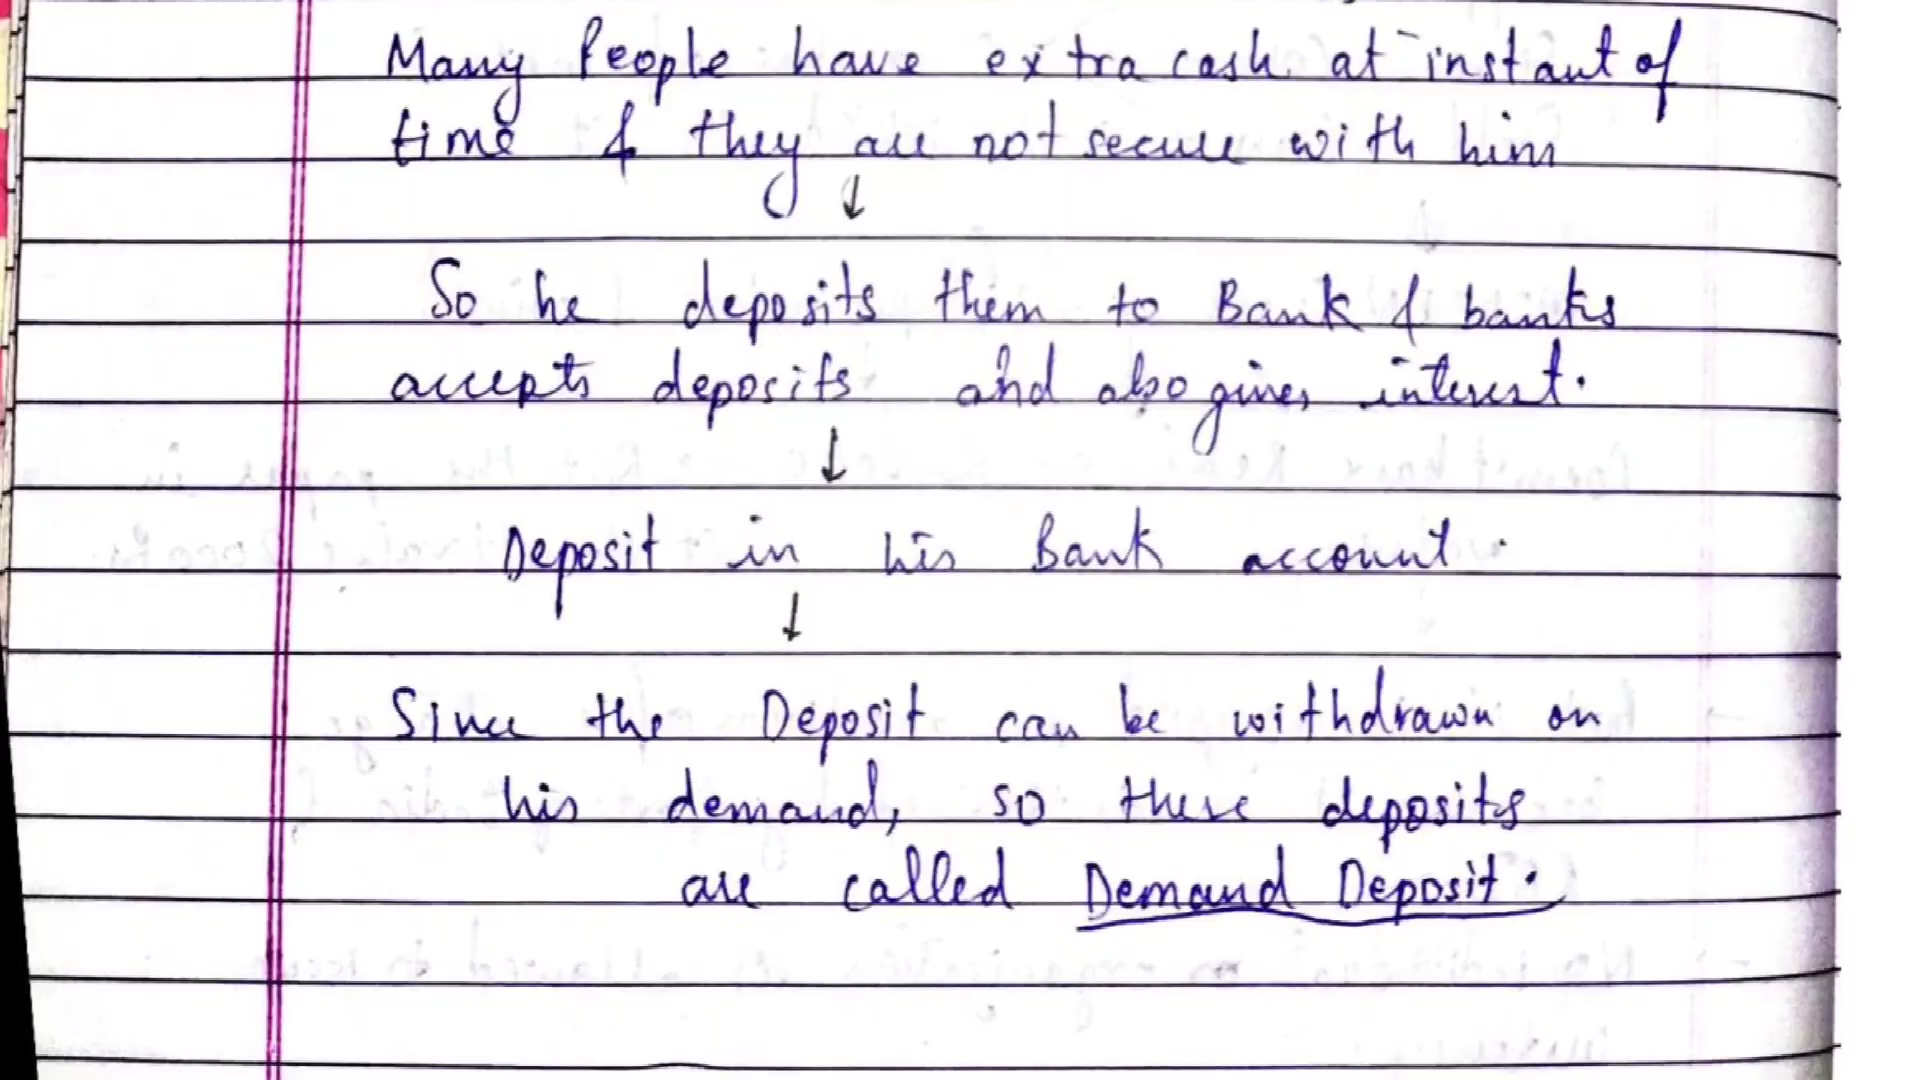 Many People have extra cash at instant of
time & they are not secure with him
↓
So he deposits them to Bank & banks
accepts deposits and also gives interest.
↓
Deposit in his Bank account.
↓
Since the Deposit can be withdrawn on
his demand, so these deposits
are called Demand Deposit.